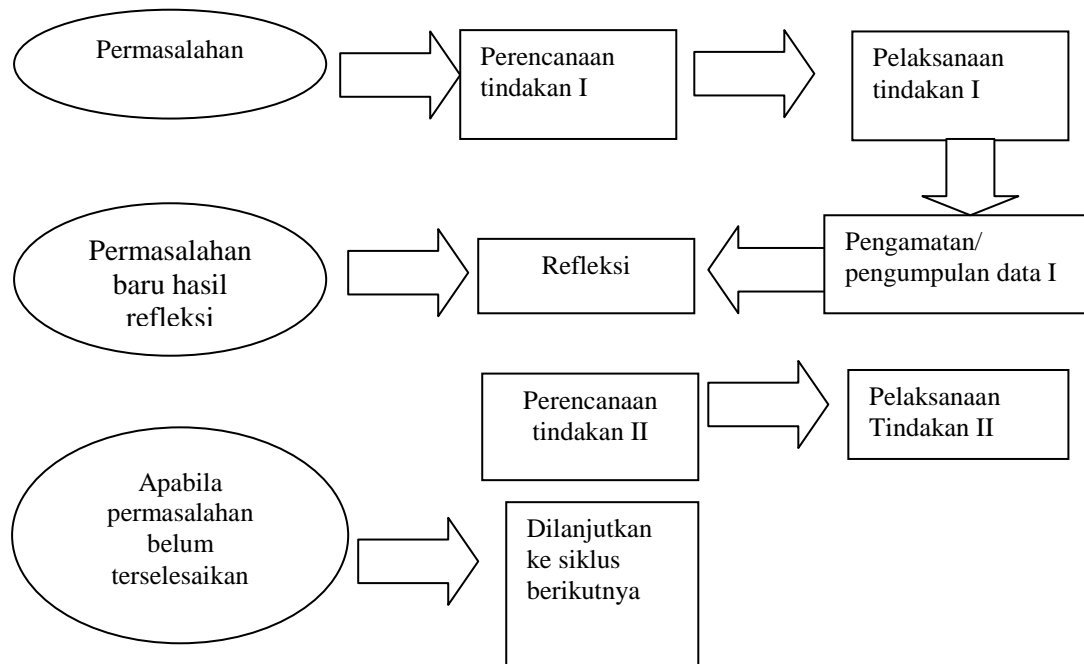 Permasalahan
Perencanaan
tindakan I
Pelaksanaan
tindakan I
Permasalahan
baru hasil
refleksi
Refleksi
Pengamatan/
pengumpulan data I
Perencanaan
tindakan II
Pelaksanaan
Tindakan II
Apabila
permasalahan
belum
terselesaikan
Dilanjutkan
ke siklus
berikutnya